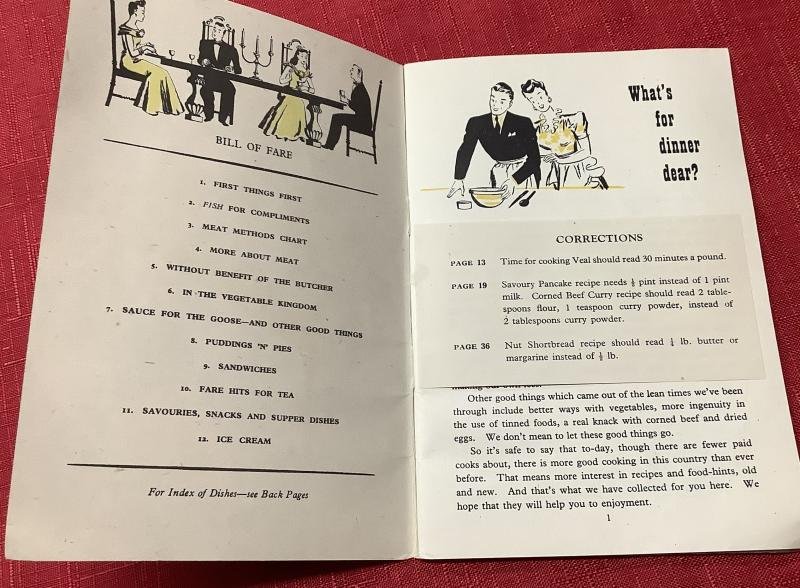 BILL OF FARE
1. FIRST THINGS FIRST
2. FISH FOR COMPLIMENTS
3. MEAT METHODS CHART
4. MORE ABOUT MEAT
5. WITHOUT BENEFIT OF THE BUTCHER
6. IN THE VEGETABLE KINGDOM
7. SAUCE FOR THE GOOSE—AND OTHER GOOD THINGS
8. PUDDINGS 'N' PIES
9. SANDWICHES
10. FARE HITS FOR TEA
11. SAVOURIES, SNACKS AND SUPPER DISHES
12. ICE CREAM
For Index of Dishes—see Back Pages
What's
for
dinner
dear?
CORRECTIONS
PAGE 13 Time for cooking Veal should read 30 minutes a pound.
PAGE 19 Savoury Pancake recipe needs ½ pint instead of 1 pint
milk. Corned Beef Curry recipe should read 2 table-
spoons flour, 1 teaspoon curry powder, instead of
2 tablespoons curry powder.
PAGE 36 Nut Shortbread recipe should read lb. butter or
margarine instead of lb.
Other good things which came out of the lean times we've been
through include better ways with vegetables, more ingenuity in
the use of tinned foods, a real knack with corned beef and dried
eggs. We don't mean to let these good things go.
So it's safe to say that to-day, though there are fewer paid
cooks about, there is more good cooking in this country than ever
before. That means more interest in recipes and food-hints, old
and new. And that's what we have collected for you here. We
hope that they will help you to enjoyment.
1